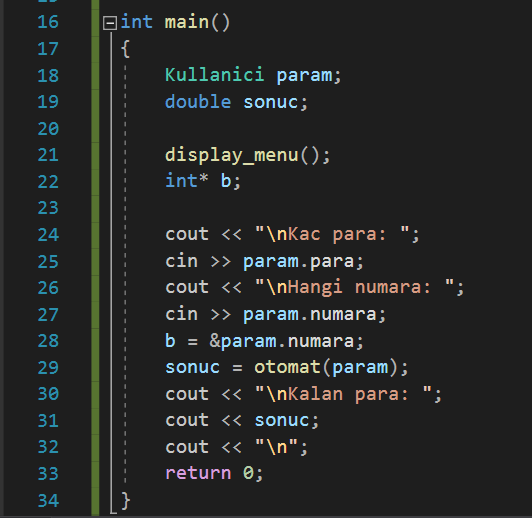 16 int main()
17 {
18 Kullanici param;
19 double sonuc;
20
21 display_menu();
22 int* b;
23
24 cout << "\nKac para: ";
25 cin >> param.para;
26 cout << "\nHangi numara: ";
27 cin >> param.numara;
28 b = &param.numara;
29 sonuc = otomat(param);
30 cout << "\nKalan para: ";
31 cout << sonuc;
32 cout << "\n";
33 return 0;
34 }